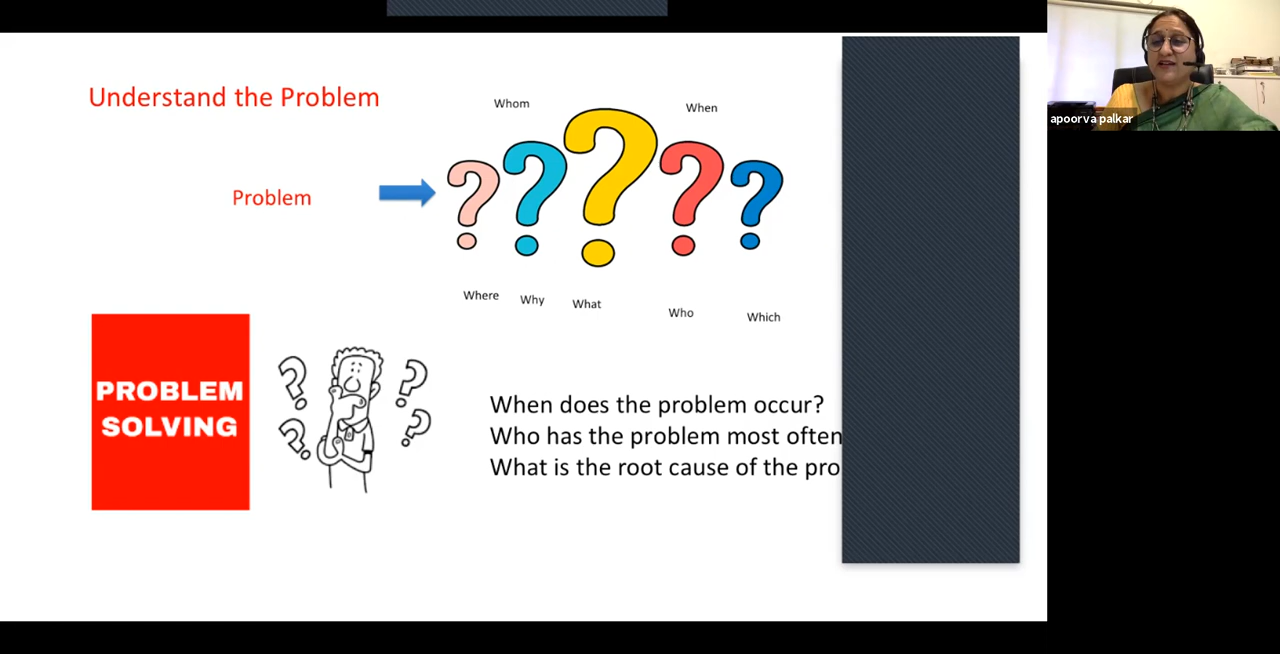 apoorva palkar
Understand the Problem
Whom
When
Problem
Where
Why
What
Who
Which
PROBLEM
SOLVING
When does the problem occur?
Who has the problem most often
What is the root cause of the pro